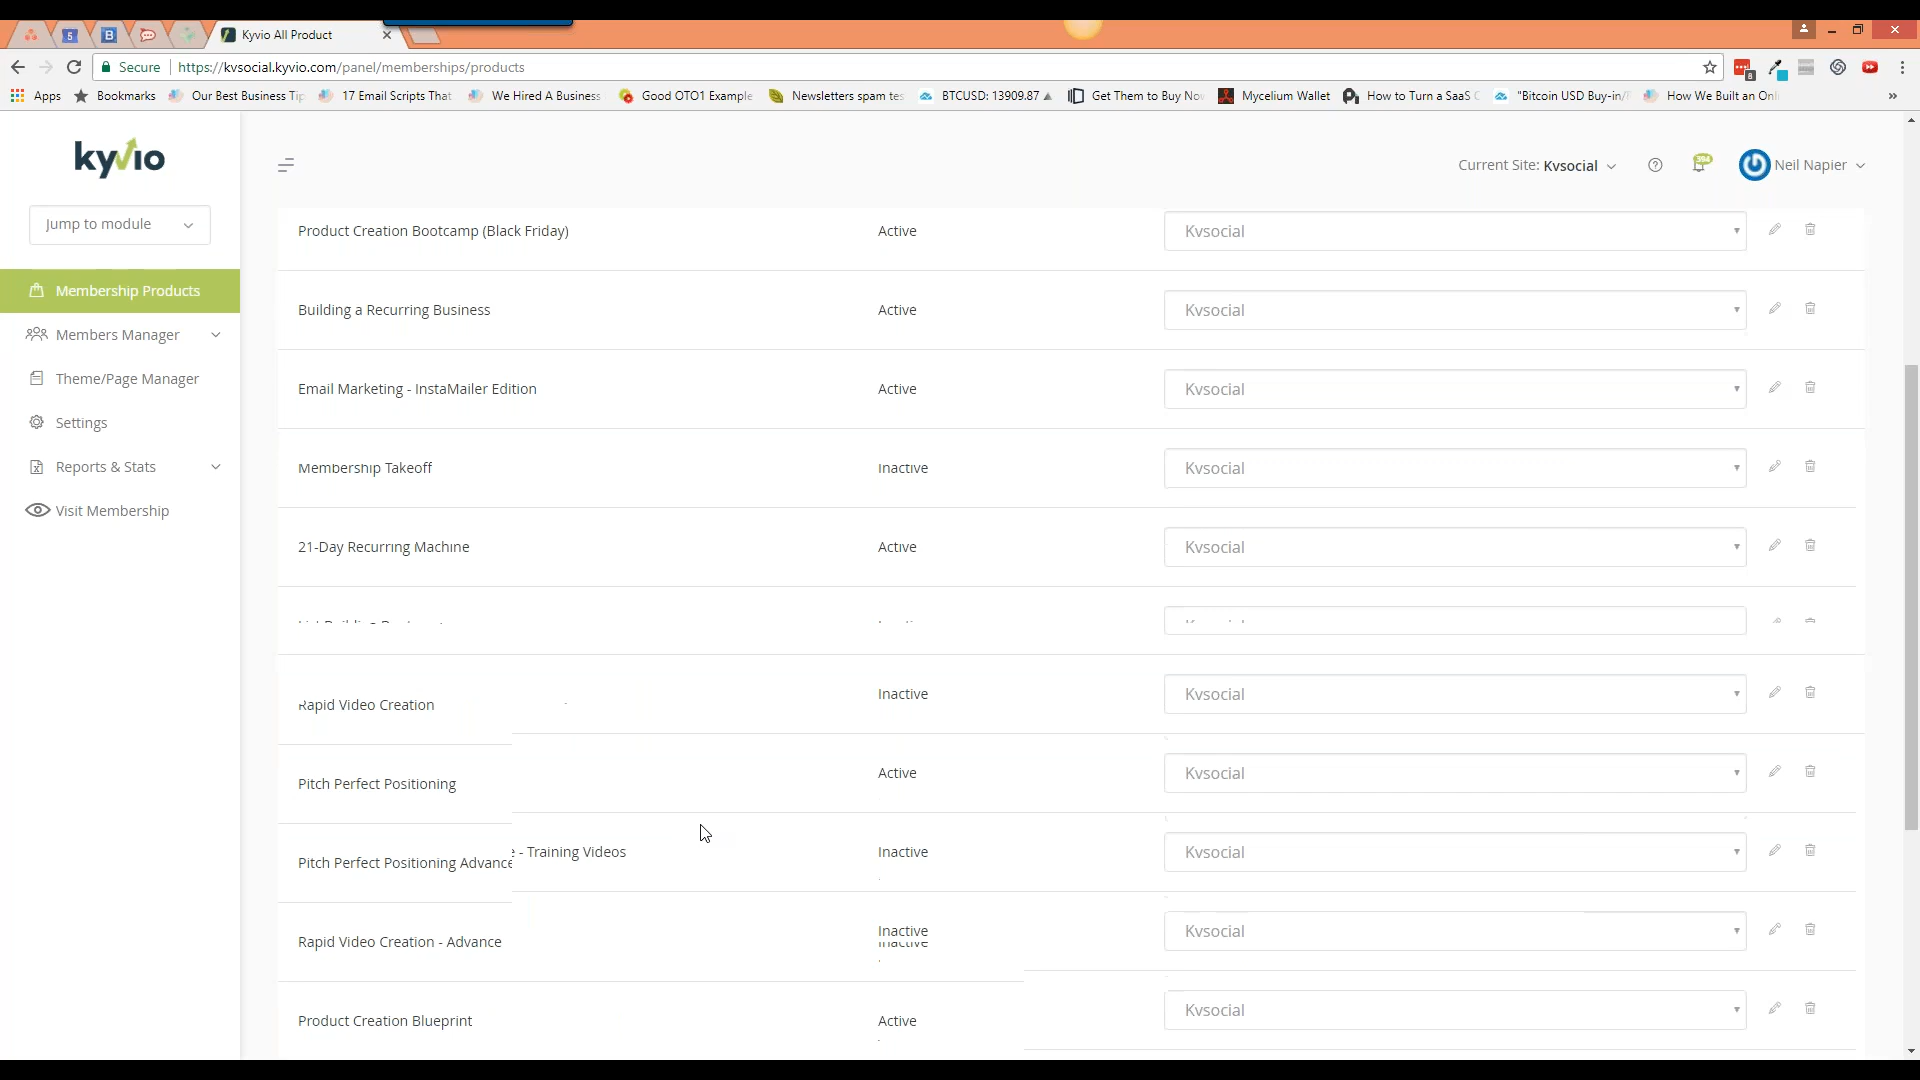 5
B
Kyvio All Product
Secure
https://kvsocial.kyvio.com/panel/memberships/products
8
Apps
Bookmarks
Our Best Business Tip
17 Email Scripts That
We Hired A Business
Good OTO1 Example
Newsletters spam tes
BTCUSD: 13909.87 ▲
Get Them to Buy Now
Mycelium Wallet
How to Turn a SaaS C
"Bitcoin USD Buy-in/
How We Built an Onli
»
kyvio
Current Site: Kvsocial
394
Neil Napier
Jump to module
Membership Products
Members Manager
Theme/Page Manager
Settings
Reports & Stats
Visit Membership
Product Creation Bootcamp (Black Friday) Active Kvsocial
Building a Recurring Business Active Kvsocial
Email Marketing - InstaMailer Edition Active Kvsocial
Membership Takeoff Inactive Kvsocial
21-Day Recurring Machine Active Kvsocial
Rapid Video Creation Inactive Kvsocial
Pitch Perfect Positioning Active Kvsocial
Pitch Perfect Positioning Advance - Training Videos Inactive Kvsocial
Rapid Video Creation - Advance Inactive Kvsocial
Product Creation Blueprint Active Kvsocial